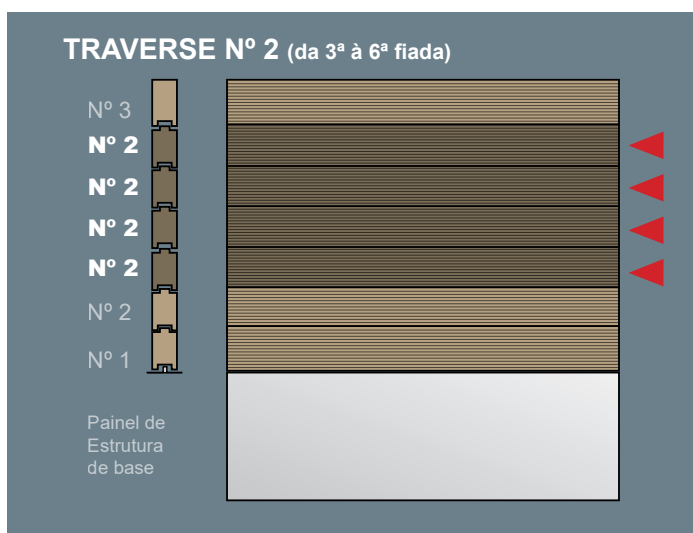 TRAVERSE Nº 2 (da 3ª à 6ª fiada)
Nº 3
Nº 2
Nº 2
Nº 2
Nº 2
Nº 2
Nº 1
Painel de
Estrutura
de base